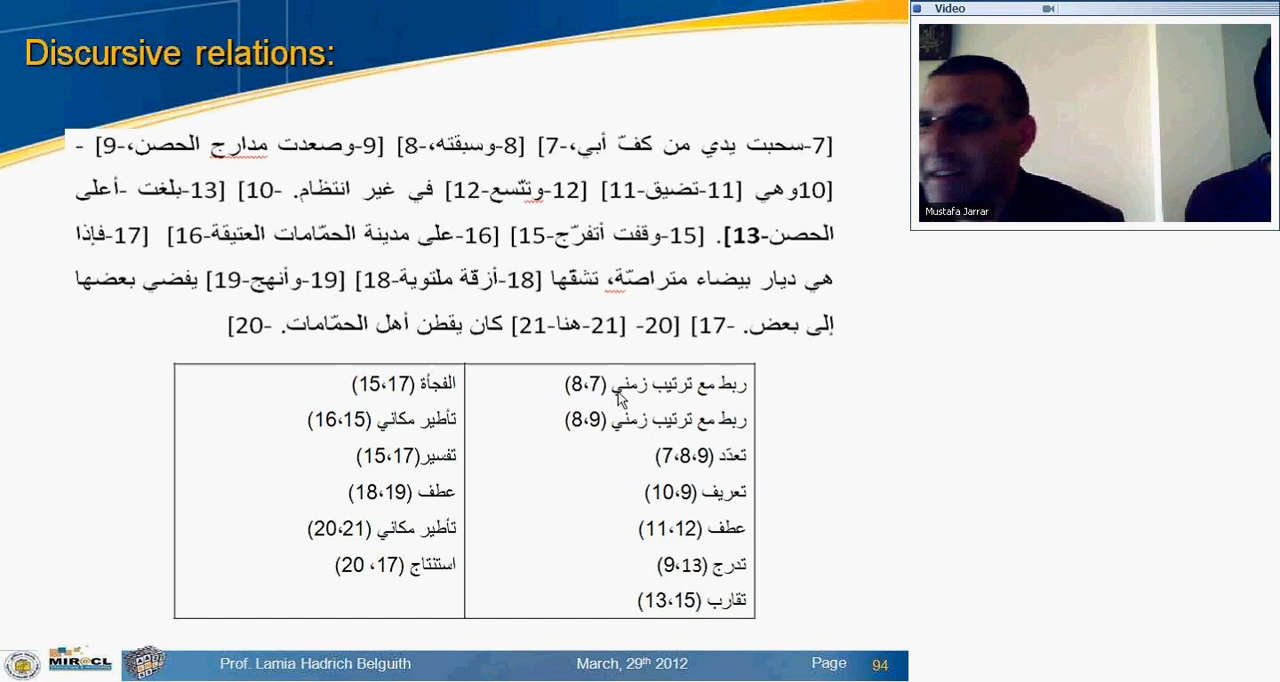 Discursive relations:
Video
Mustafa Jarrar
[7-سحبت يدي من كفّ أبي،-7] [8-وسبقته،-8] [9-وصعدت مدارج الحصن،-9] -
[10وهي [11-تضيق-11] [12-وتتّسع-12] في غير انتظام. -10] [13-بلغت -أعلى
الحصن-13]. [15-وقفت أتفرّج-15] [16-على مدينة الحمّامات العتيقة-16] [17-فإذا
هي ديار بيضاء متراصّة، تشقّها [18-أزقة ملتوية-18] [19-وأنهج-19] يفضي بعضها
إلى بعض. -17] [20- [21-هنا-21] كان يقطن أهل الحمّامات. -20]
ربط مع ترتيب زمني (8،7)
ربط مع ترتيب زمني (8،9)
تعدّد (7،8،9)
تعريف (10،9)
عطف (11،12)
تدرج (9،13)
تقارب (13،15)
الفجأة (15،17)
تأطير مكاني (16،15)
تفسير(15،17)
عطف (18،19)
تأطير مكاني (20،21)
استنتاج (17، 20)
MIR@CL
Prof. Lamia Hadrich Belguith
March, 29th 2012
Page 94